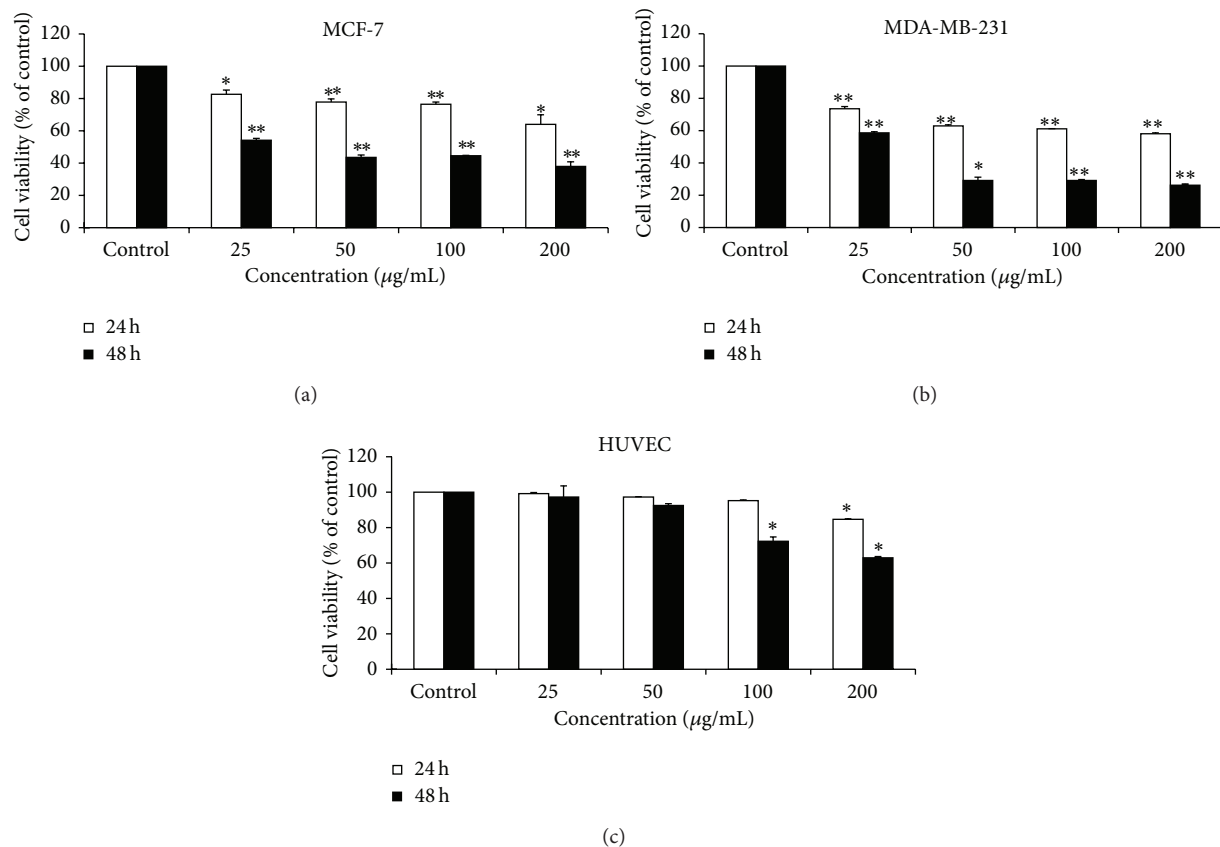 MCF-7
Cell viability (% of control)
120
100
80
60
40
20
0
* ** ** *
** ** ** **
Control 25 50 100 200
Concentration (μg/mL)
24 h
48 h
(a)
MDA-MB-231
Cell viability (% of control)
120
100
80
60
40
20
0
** ** ** **
** * ** **
Control 25 50 100 200
Concentration (μg/mL)
24 h
48 h
(b)
HUVEC
Cell viability (% of control)
120
100
80
60
40
20
0
* *
*
Control 25 50 100 200
Concentration (μg/mL)
24 h
48 h
(c)